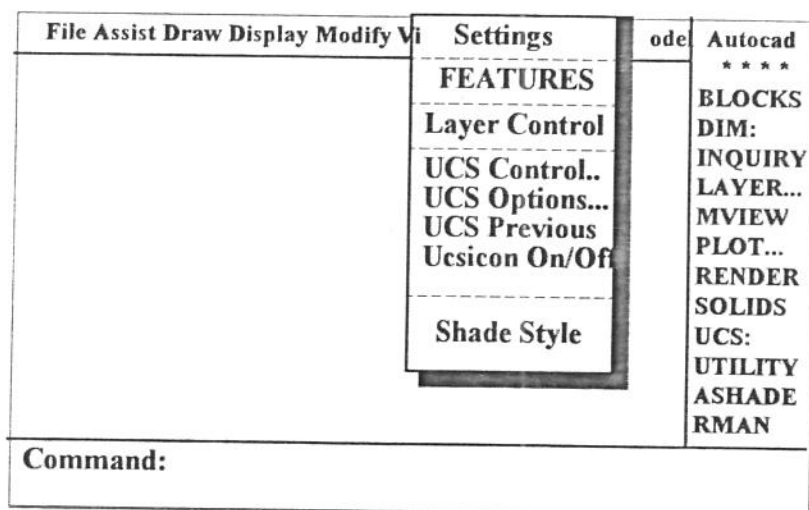 File Assist Draw Display Modify Vi Settings odel Autocad
* * * *
FEATURES
Layer Control
UCS Control..
UCS Options...
UCS Previous
Ucsicon On/Off
Shade Style
BLOCKS
DIM:
INQUIRY
LAYER...
MVIEW
PLOT...
RENDER
SOLIDS
UCS:
UTILITY
ASHADE
RMAN
Command: